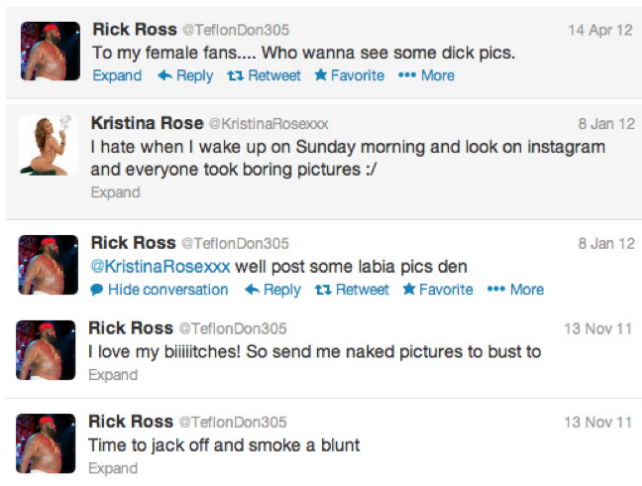 Rick Ross @TeflonDon305 14 Apr 12
To my female fans.... Who wanna see some dick pics.
Expand Reply Retweet Favorite More
Kristina Rose @KristinaRosexxx 8 Jan 12
I hate when I wake up on Sunday morning and look on instagram
and everyone took boring pictures :/
Expand
Rick Ross @TeflonDon305 8 Jan 12
@KristinaRosexxx well post some labia pics den
Hide conversation Reply Retweet Favorite More
Rick Ross @TeflonDon305 13 Nov 11
I love my biiiiitches! So send me naked pictures to bust to
Expand
Rick Ross @TeflonDon305 13 Nov 11
Time to jack off and smoke a blunt
Expand